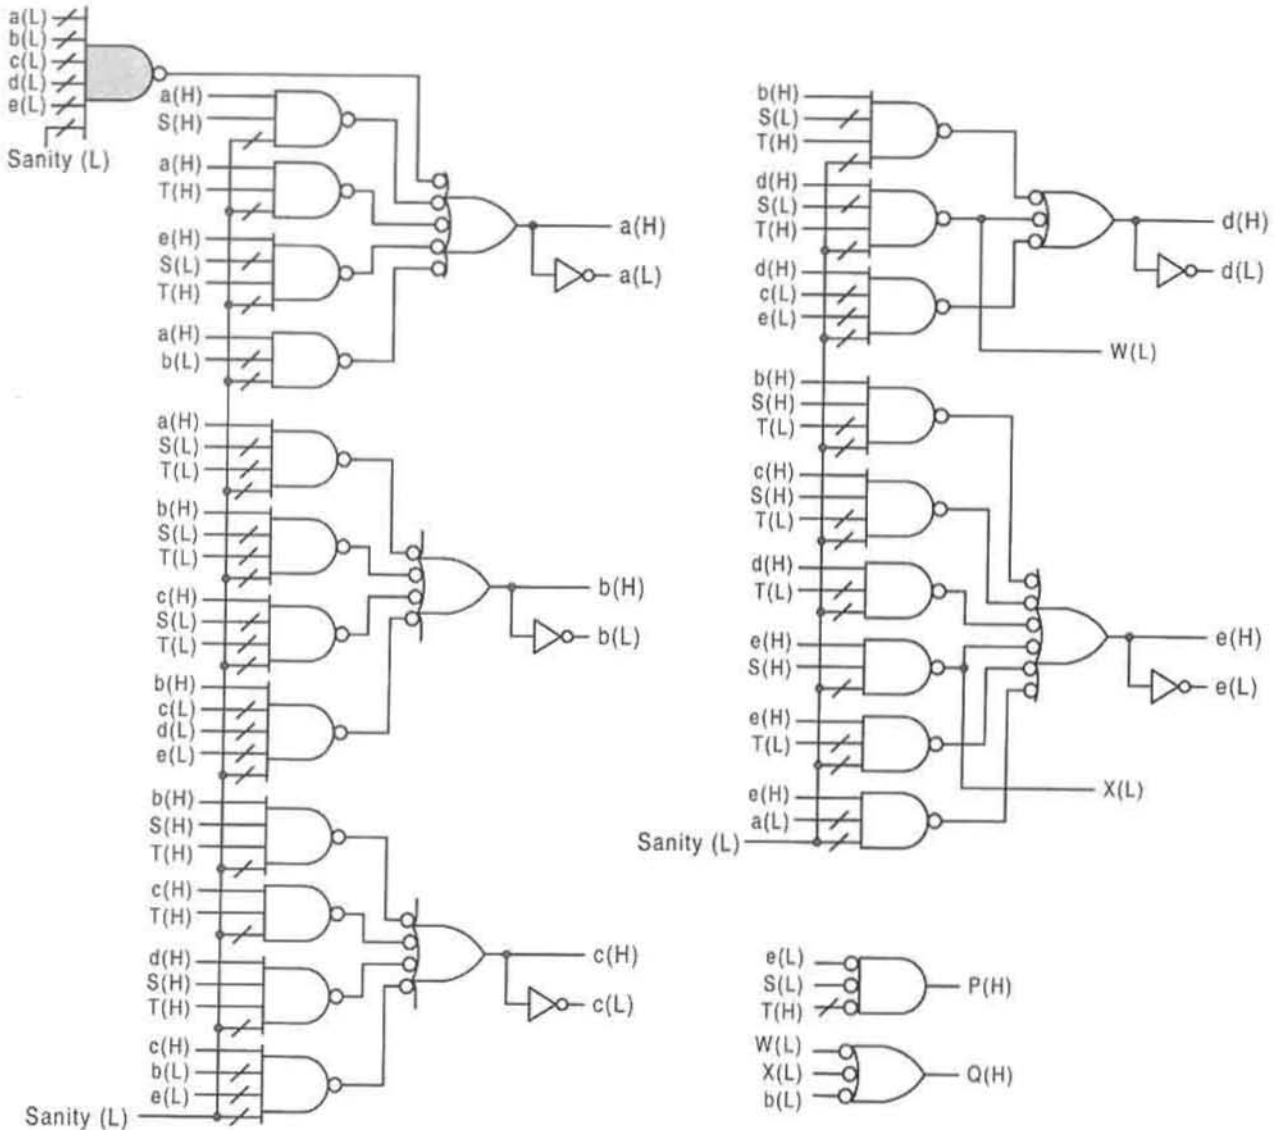 a(L)
b(L)
c(L)
d(L)
e(L)
Sanity (L)
a(H)
S(H)
a(H)
T(H)
e(H)
S(L)
T(H)
a(H)
b(L)
a(H)
a(L)
a(H)
S(L)
T(L)
b(H)
S(L)
T(L)
c(H)
S(L)
T(L)
b(H)
c(L)
d(L)
e(L)
b(H)
b(L)
b(H)
S(H)
T(H)
c(H)
T(H)
d(H)
S(H)
T(H)
c(H)
b(L)
e(L)
Sanity (L)
c(H)
c(L)
b(H)
S(L)
T(H)
d(H)
S(L)
T(H)
d(H)
c(L)
e(L)
d(H)
d(L)
W(L)
b(H)
S(H)
T(L)
c(H)
S(H)
T(L)
d(H)
T(L)
e(H)
S(H)
e(H)
T(L)
e(H)
a(L)
Sanity (L)
e(H)
e(L)
X(L)
e(L)
S(L)
T(H)
P(H)
W(L)
X(L)
b(L)
Q(H)